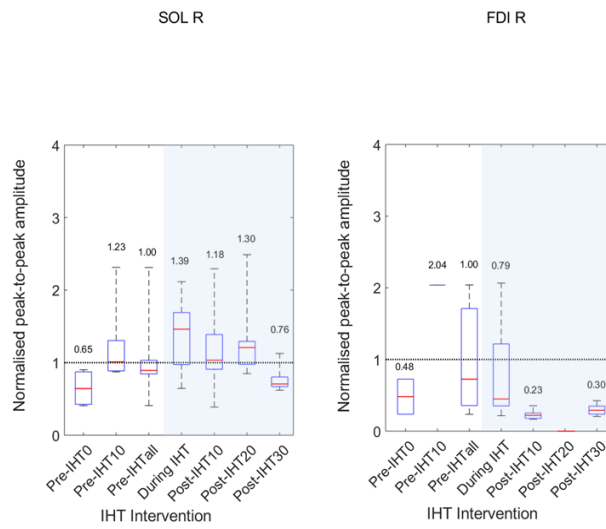 SOL R
FDI R
Normalised peak-to-peak amplitude
4
3
2
1
0
0.65
1.23
1.00
1.39
1.18
1.30
0.76
Pre-IHT0
Pre-IHT10
Pre-IHTall
During IHT
Post-IHT10
Post-IHT20
Post-IHT30
IHT Intervention
Normalised peak-to-peak amplitude
4
3
2
1
0
0.48
2.04
1.00
0.79
0.23
0.30
Pre-IHT0
Pre-IHT10
Pre-IHTall
During IHT
Post-IHT10
Post-IHT20
Post-IHT30
IHT Intervention